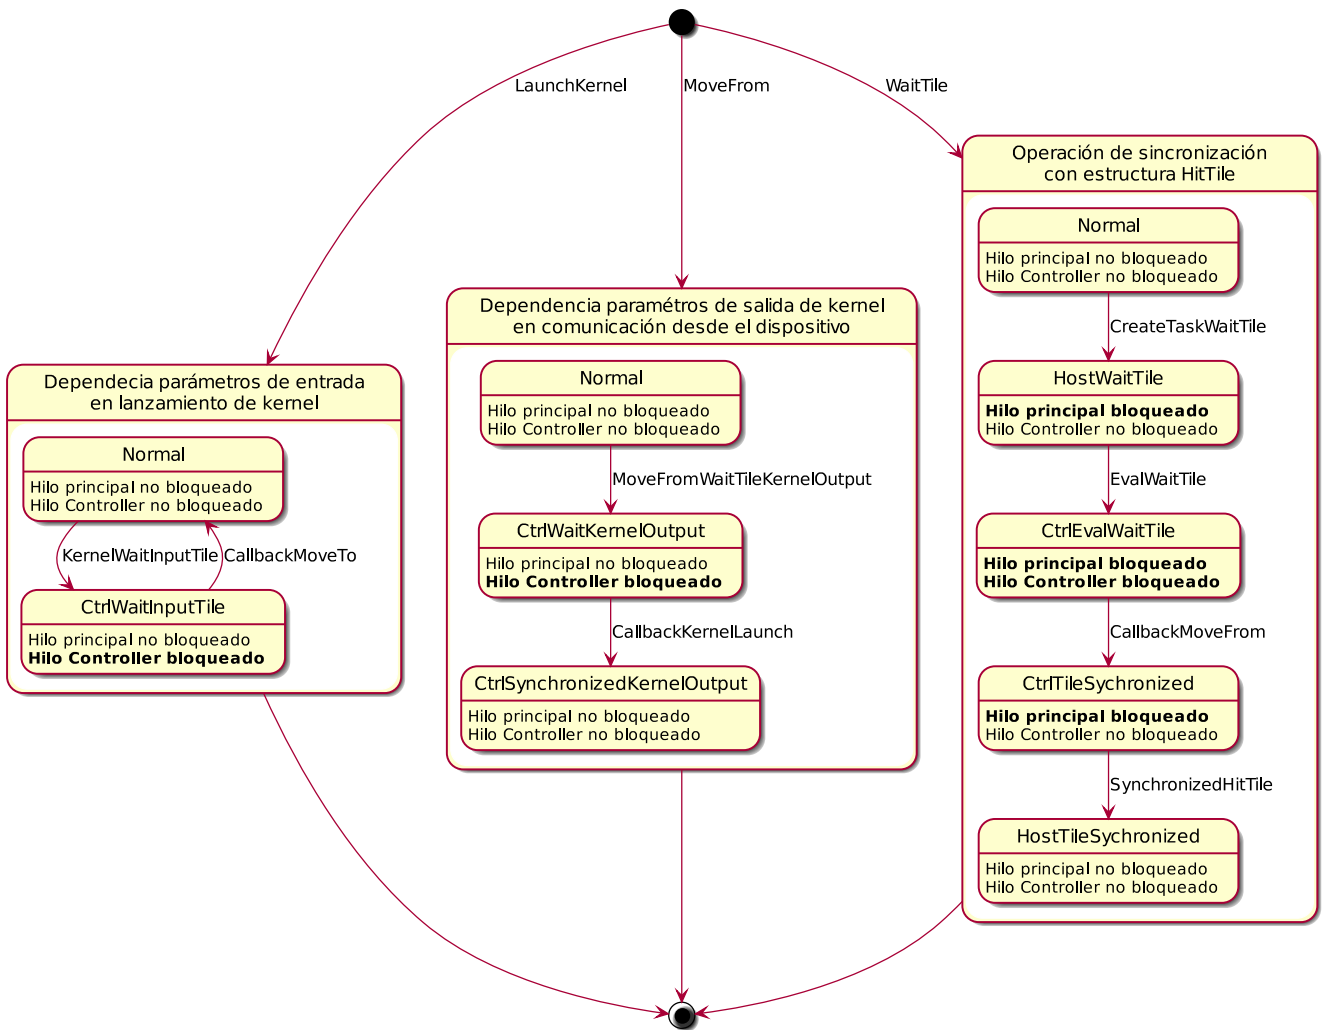 LaunchKernel
MoveFrom
WaitTile
Operación de sincronización
con estructura HitTile
Normal
Hilo principal no bloqueado
Hilo Controller no bloqueado
CreateTaskWaitTile
HostWaitTile
Hilo principal bloqueado
Hilo Controller no bloqueado
EvalWaitTile
CtrlEvalWaitTile
Hilo principal bloqueado
Hilo Controller bloqueado
CallbackMoveFrom
CtrlTileSychronized
Hilo principal bloqueado
Hilo Controller no bloqueado
SynchronizedHitTile
HostTileSychronized
Hilo principal no bloqueado
Hilo Controller no bloqueado
Dependencia paramétros de salida de kernel
en comunicación desde el dispositivo
Normal
Hilo principal no bloqueado
Hilo Controller no bloqueado
MoveFromWaitTileKernelOutput
CtrlWaitKernelOutput
Hilo principal no bloqueado
Hilo Controller bloqueado
CallbackKernelLaunch
CtrlSynchronizedKernelOutput
Hilo principal no bloqueado
Hilo Controller no bloqueado
Dependecia parámetros de entrada
en lanzamiento de kernel
Normal
Hilo principal no bloqueado
Hilo Controller no bloqueado
KernelWaitInputTile
CallbackMoveTo
CtrlWaitInputTile
Hilo principal no bloqueado
Hilo Controller bloqueado